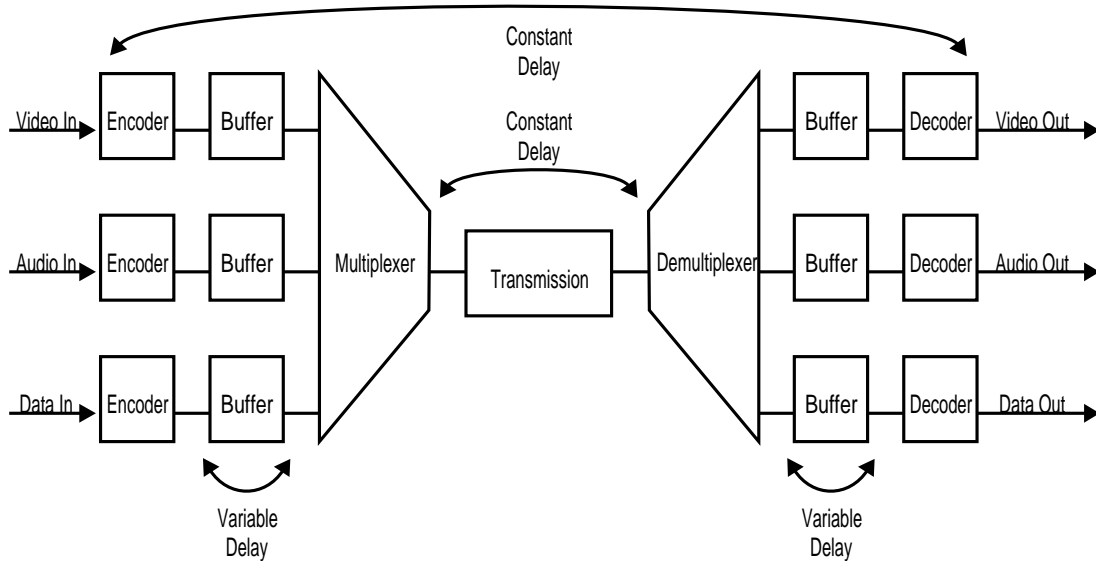 Constant
Delay
Constant
Delay
Video In
Encoder
Buffer
Buffer
Decoder
Video Out
Audio In
Encoder
Buffer
Multiplexer
Transmission
Demultiplexer
Buffer
Decoder
Audio Out
Data In
Encoder
Buffer
Buffer
Decoder
Data Out
Variable
Delay
Variable
Delay